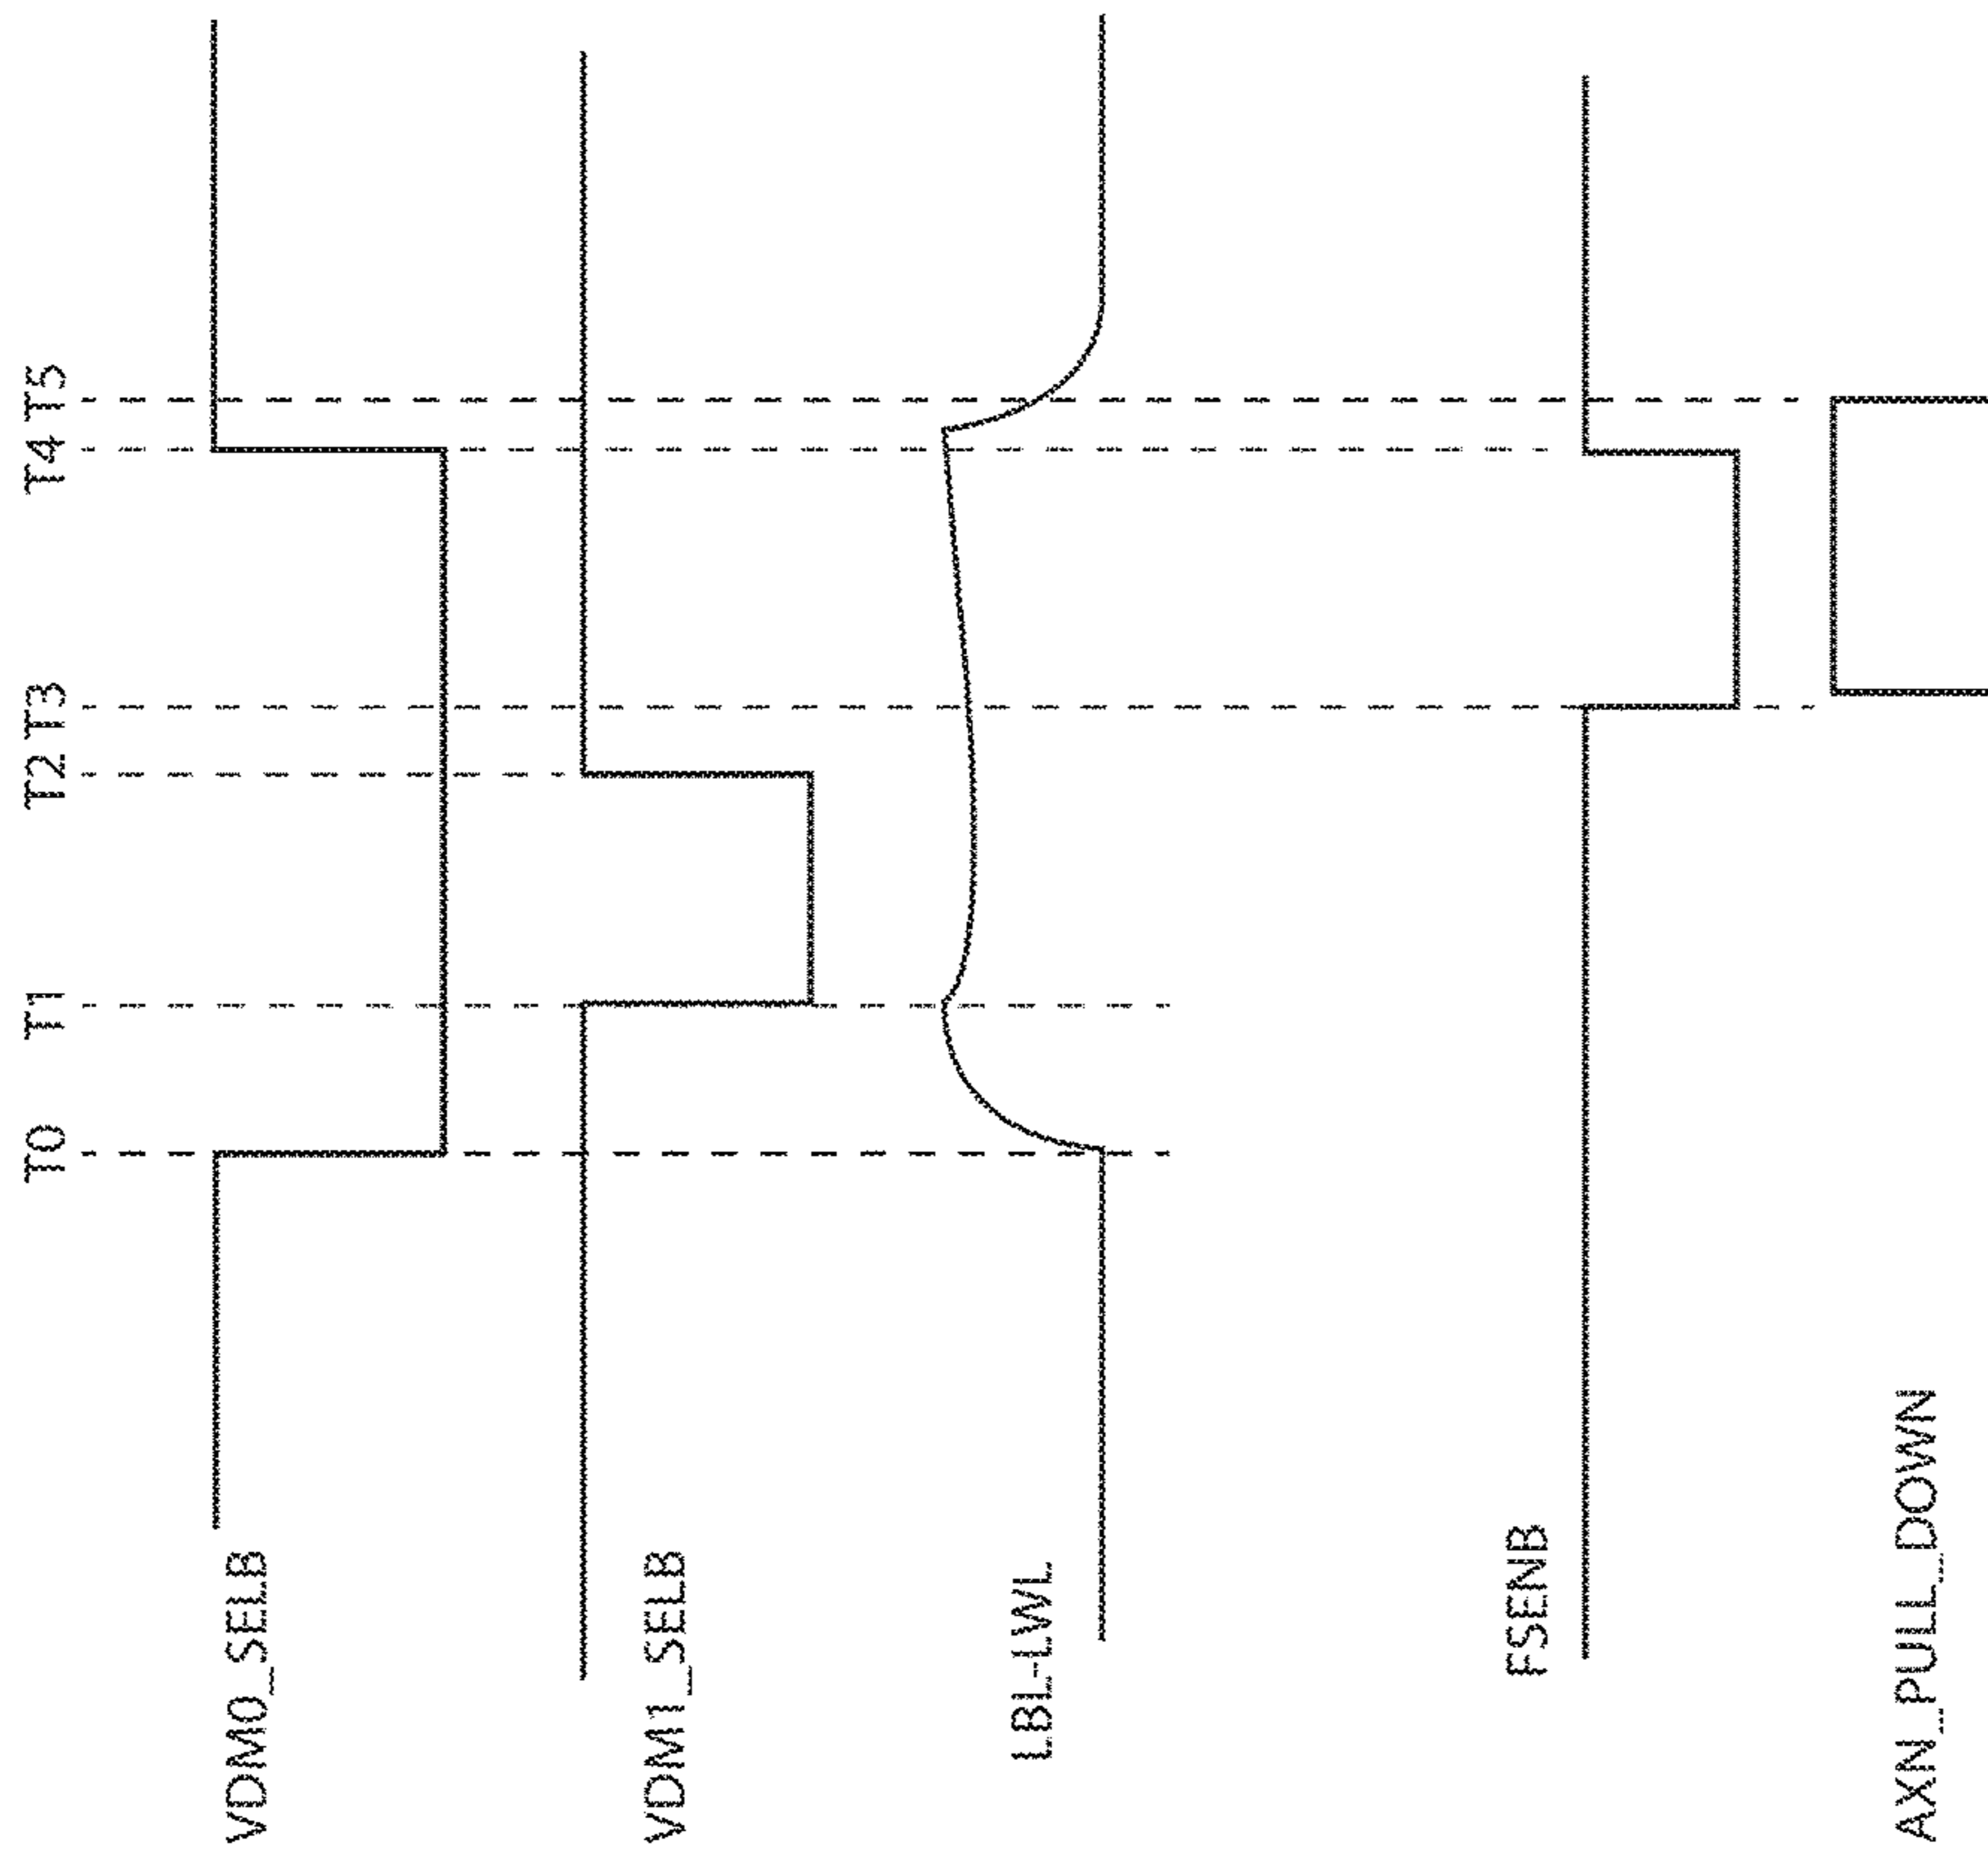 T0 T1 T2 T3 T4 T5
VDM0_SELB
VDM1_SELB
LBL-LWL
FSENB
AXN_PULL_DOWN